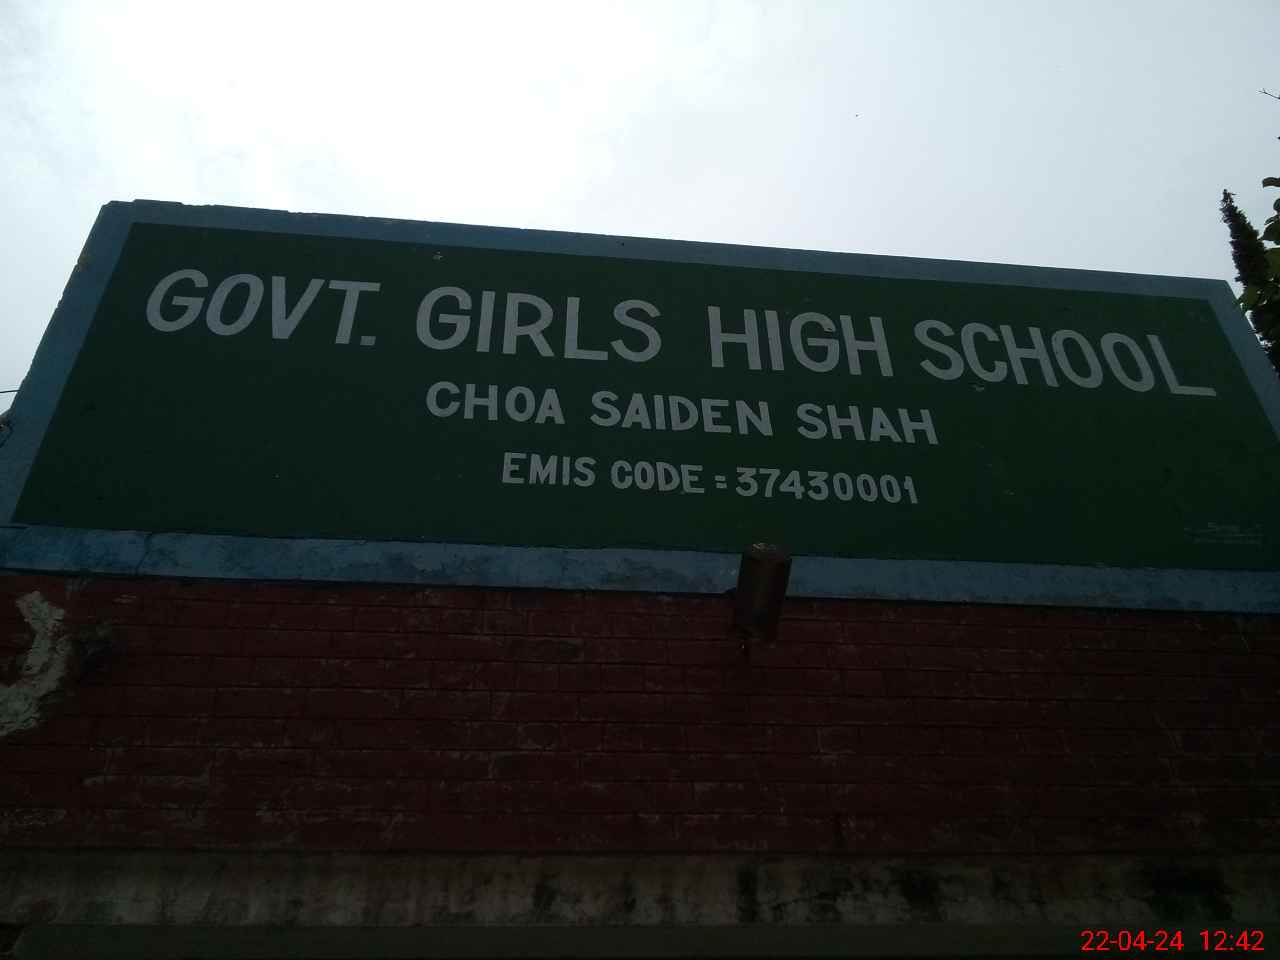 GOVT. GIRLS HIGH SCHOOL
CHOA SAIDEN SHAH
EMIS CODE = 37430001
22-04-24 12:42